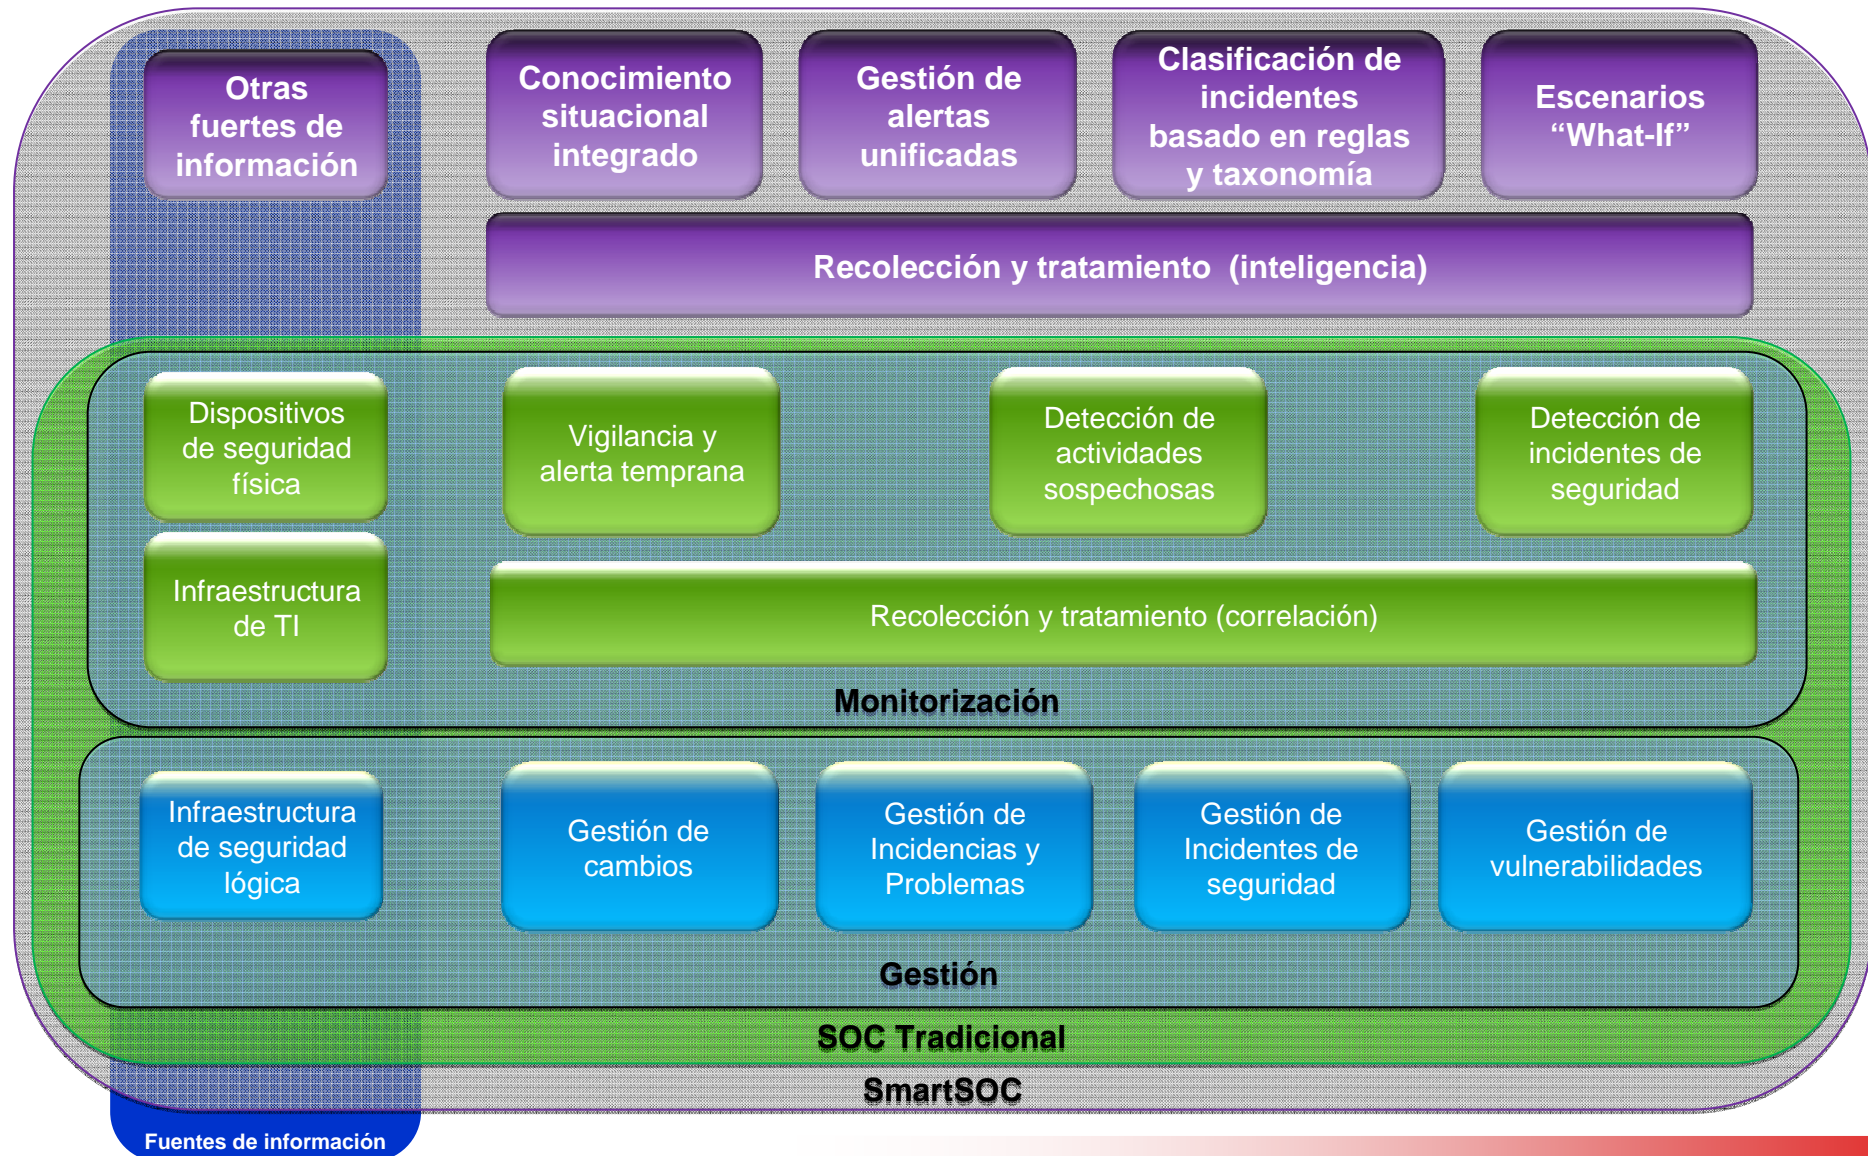 Otras
fuertes de
información
Conocimiento
situacional
integrado
Gestión de
alertas
unificadas
Clasificación de
incidentes
basado en reglas
y taxonomía
Escenarios
“What-If”
Recolección y tratamiento (inteligencia)
Dispositivos
de seguridad
física
Vigilancia y
alerta temprana
Detección de
actividades
sospechosas
Detección de
incidentes de
seguridad
Infraestructura
de TI
Recolección y tratamiento (correlación)
Monitorización
Infraestructura
de seguridad
lógica
Gestión de
cambios
Gestión de
Incidencias y
Problemas
Gestión de
Incidentes de
seguridad
Gestión de
vulnerabilidades
Gestión
SOC Tradicional
SmartSOC
Fuentes de información